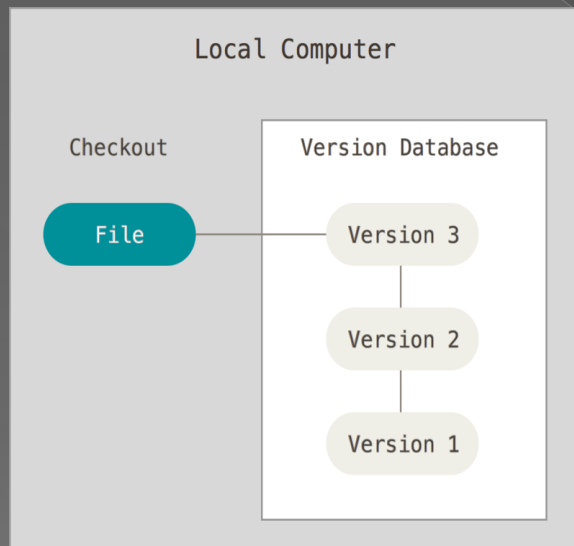 Local Computer
Checkout
Version Database
File
Version 3
Version 2
Version 1